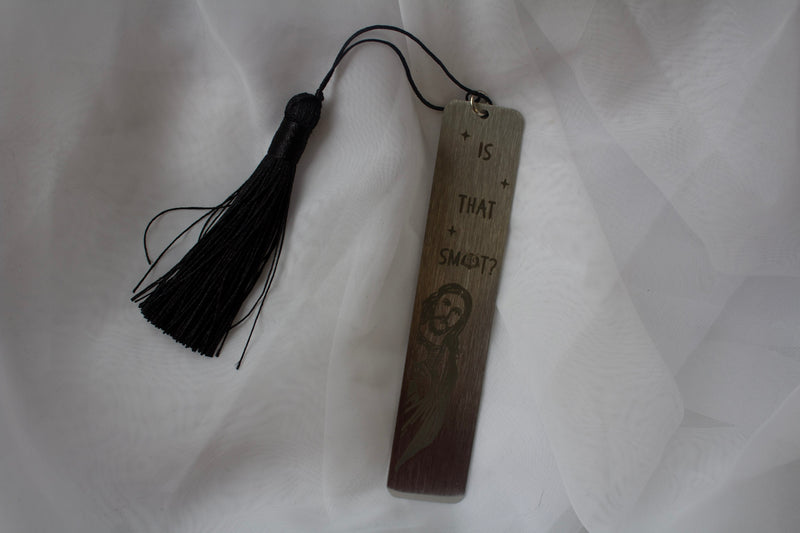 IS
THAT
SMUT?